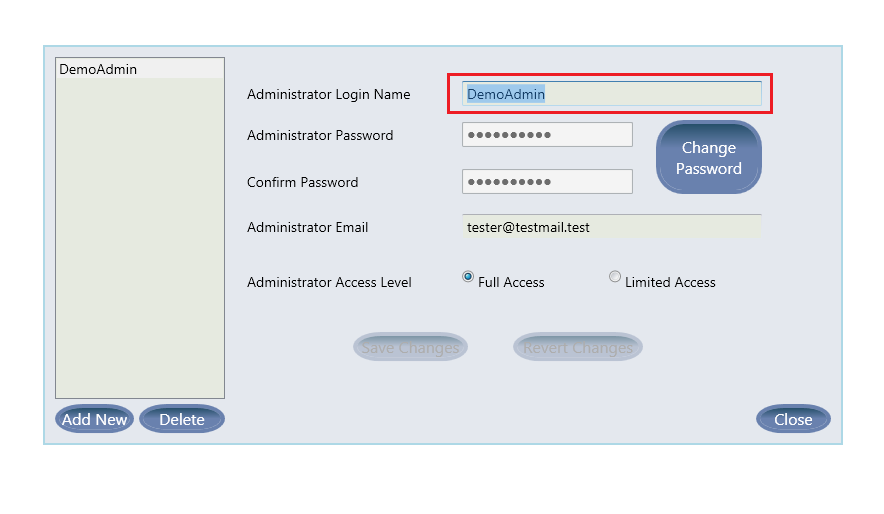 DemoAdmin
Administrator Login Name
DemoAdmin
Administrator Password
●●●●●●●●●●
Change
Password
Confirm Password
●●●●●●●●●●
Administrator Email
tester@testmail.test
Administrator Access Level
Full Access
Limited Access
Save Changes
Revert Changes
Add New
Delete
Close